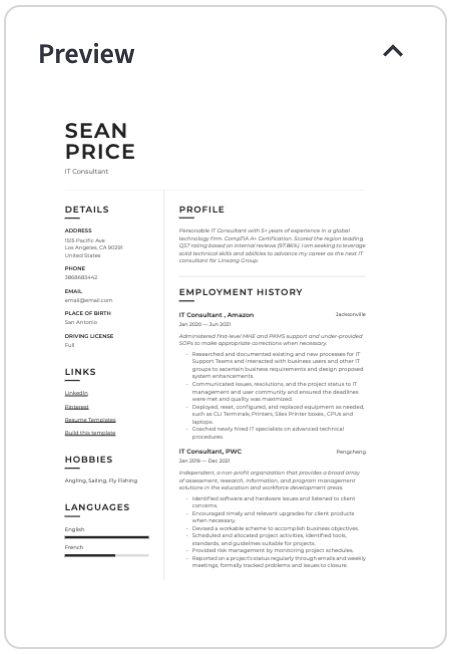 Preview
SEAN
PRICE
IT Consultant
DETAILS
ADDRESS
1515 Pacific Ave
Los Angeles, CA 90291
United States
PHONE
3868683442
EMAIL
email@email.com
PLACE OF BIRTH
San Antonio
DRIVING LICENSE
Full
LINKS
LinkedIn
Pinterest
Resume Templates
Build this template
HOBBIES
Angling, Sailing, Fly Fishing
LANGUAGES
English
French
PROFILE
Personable IT Consultant with 5+ years of experience in a global
technology firm. CompTIA A+ Certification. Scored the region leading
Q37 rating based on internal reviews (97.86%) I am seeking to leverage
solid technical skills and abilities to advance my career as the next IT
consultant for Linsang Group.
EMPLOYMENT HISTORY
IT Consultant , Amazon
Jacksonville
Jan 2020 — Jun 2021
Administered first-level MHE and PKMS support and under-provided
SOPs to make appropriate corrections when necessary.
- Researched and documented existing and new processes for IT
Support Teams and interacted with business users and other IT
groups to ascertain business requirements and design proposed
system enhancements.
- Communicated issues, resolutions, and the project status to IT
management and user community and ensured the deadlines
were met and quality was maximized.
- Deployed, reset, configured, and replaced equipment as needed,
such as CLI Terminals, Printers, Silex Printer boxes, CPUs and
laptops.
- Coached newly hired IT specialists on advanced technical
procedures.
IT Consultant, PWC
Pengcheng
Jan 2019 — Dec 2021
Independent, a non-profit organization that provides a broad array
of assessment, research, information, and program management
solutions in the education and workforce development areas.
- Identified software and hardware issues and listened to client
concerns.
- Encouraged timely and relevant upgrades for client products
when necessary.
- Devised a workable scheme to accomplish business objectives.
- Scheduled and allocated project activities, identified tools,
standards, and guidelines suitable for projects.
- Provided risk management by monitoring project schedules.
- Reported on a project's status regularly through emails and weekly
meetings, formally tracked problems and issues to closure.